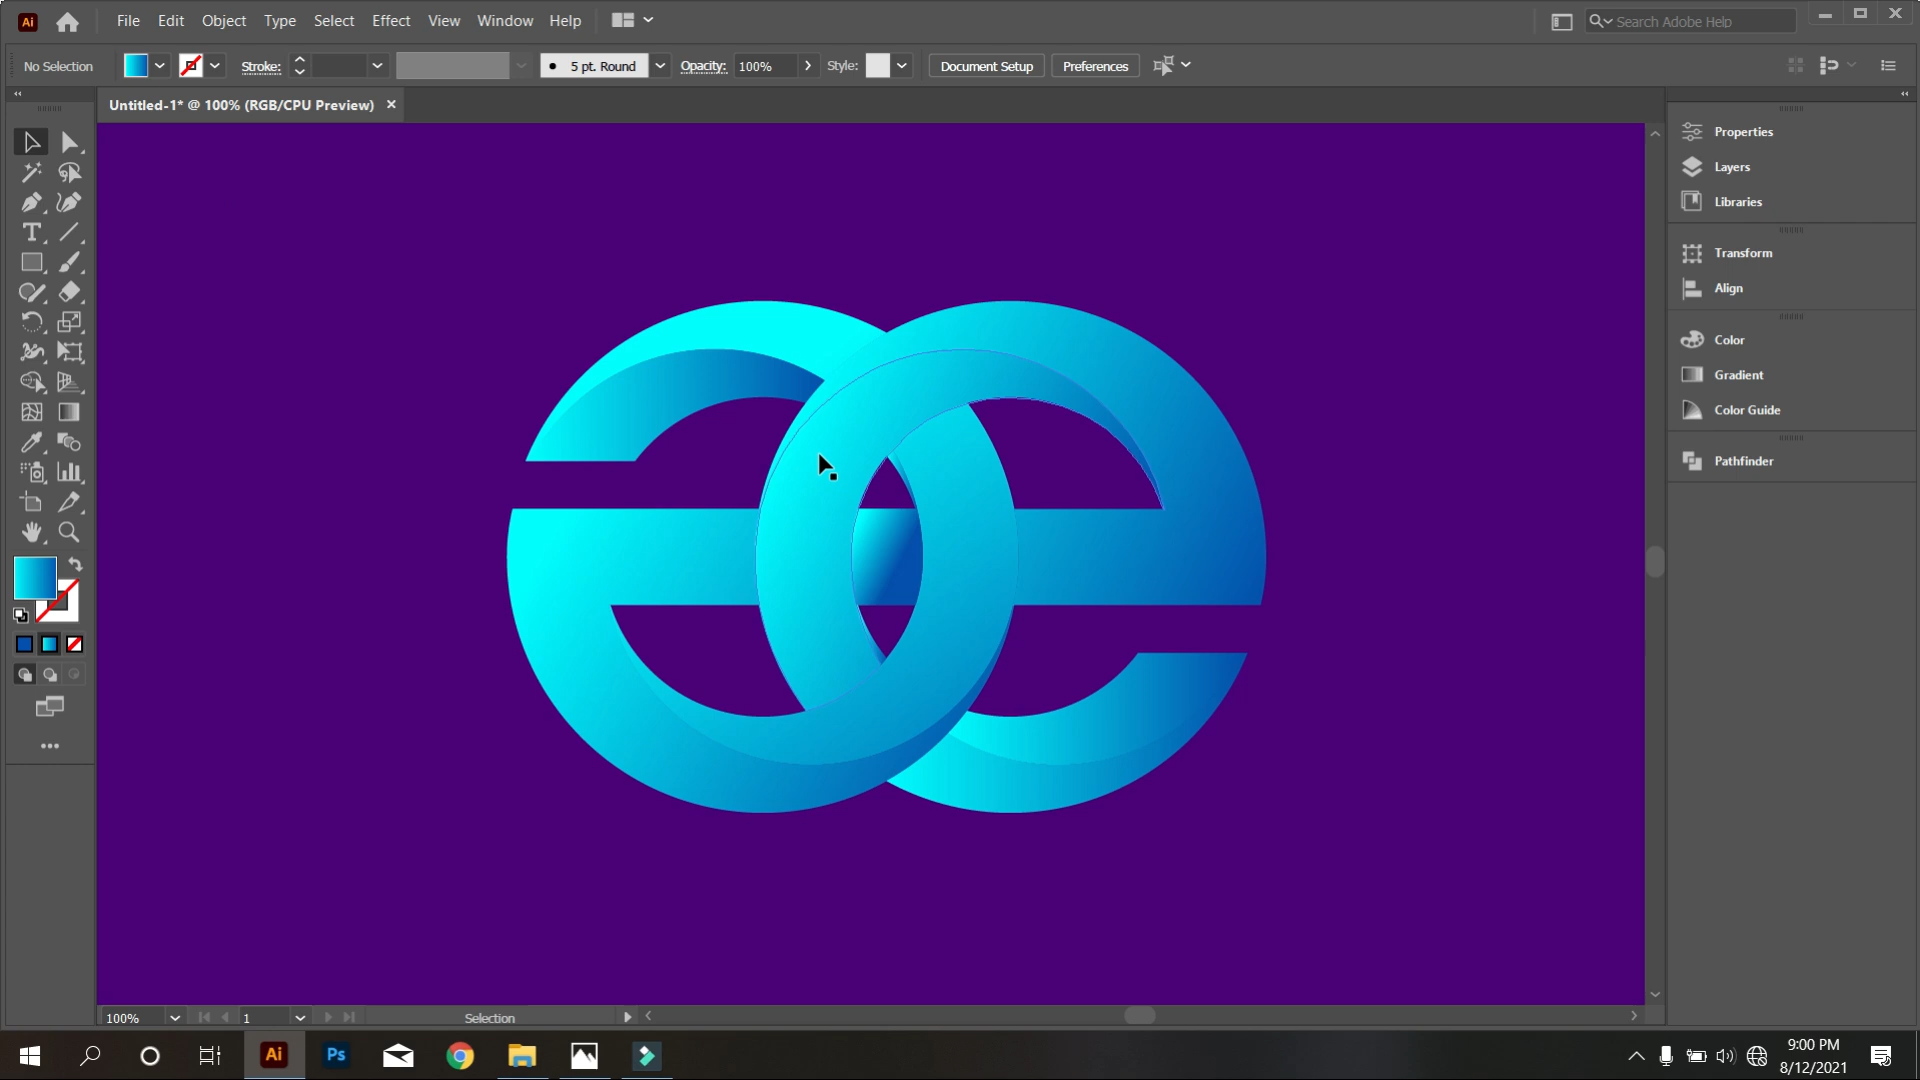 Ai File Edit Object Type Select Effect View Window Help Search Adobe Help
No Selection Stroke: 5 pt. Round Opacity: 100% Style: Document Setup Preferences
Untitled-1* @ 100% (RGB/CPU Preview)
Properties
Layers
Libraries
Transform
Align
Color
Gradient
Color Guide
Pathfinder
T
100% 1 Selection
Ai Ps 9:00 PM
8/12/2021